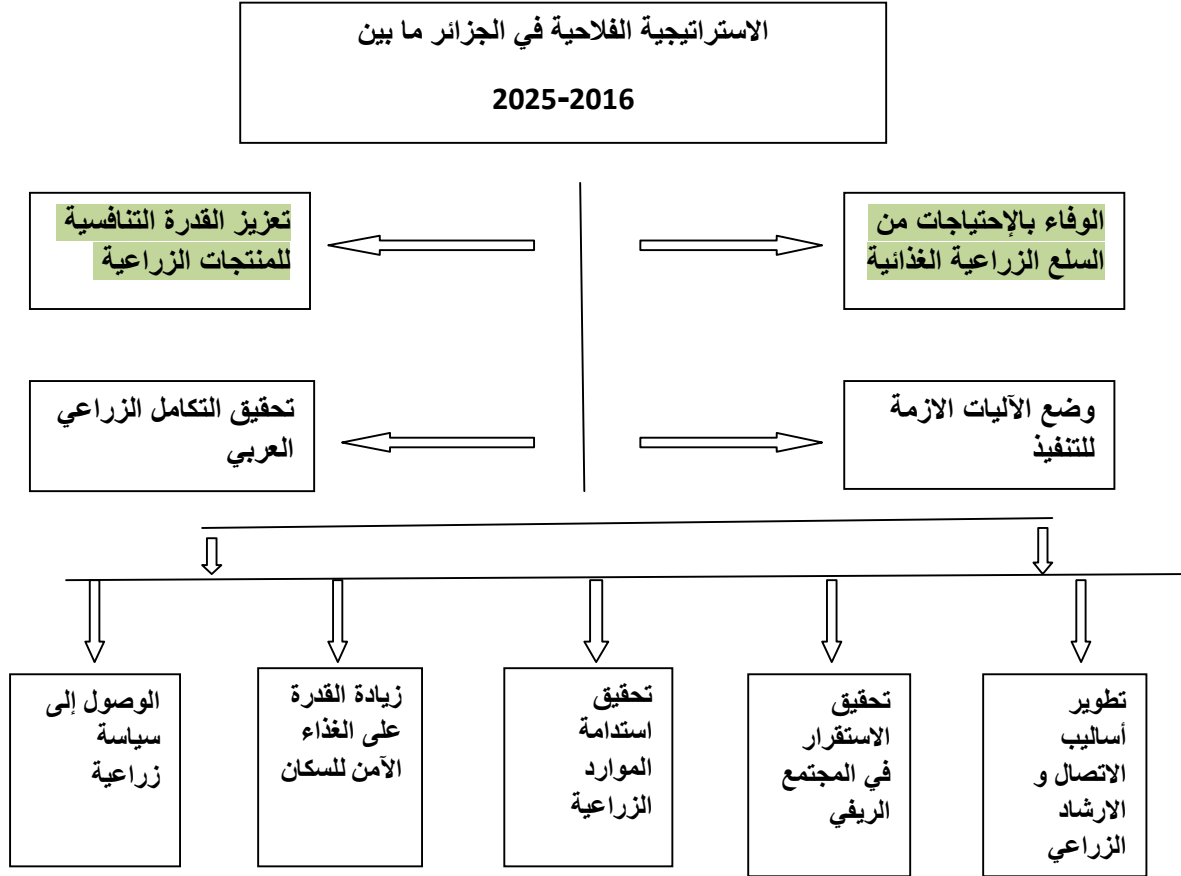 الاستراتيجية الفلاحية في الجزائر ما بين
2025-2016
الوفاء بالإحتياجات من
السلع الزراعية الغذائية
تعزيز القدرة التنافسية
للمنتجات الزراعية
وضع الآليات الازمة
للتنفيذ
تحقيق التكامل الزراعي
العربي
تطوير
أساليب
الاتصال و
الارشاد
الزراعي
تحقيق
الاستقرار
في المجتمع
الريفي
تحقيق
استدامة
الموارد
الزراعية
زيادة القدرة
على الغذاء
الآمن للسكان
الوصول إلى
سياسة
زراعية